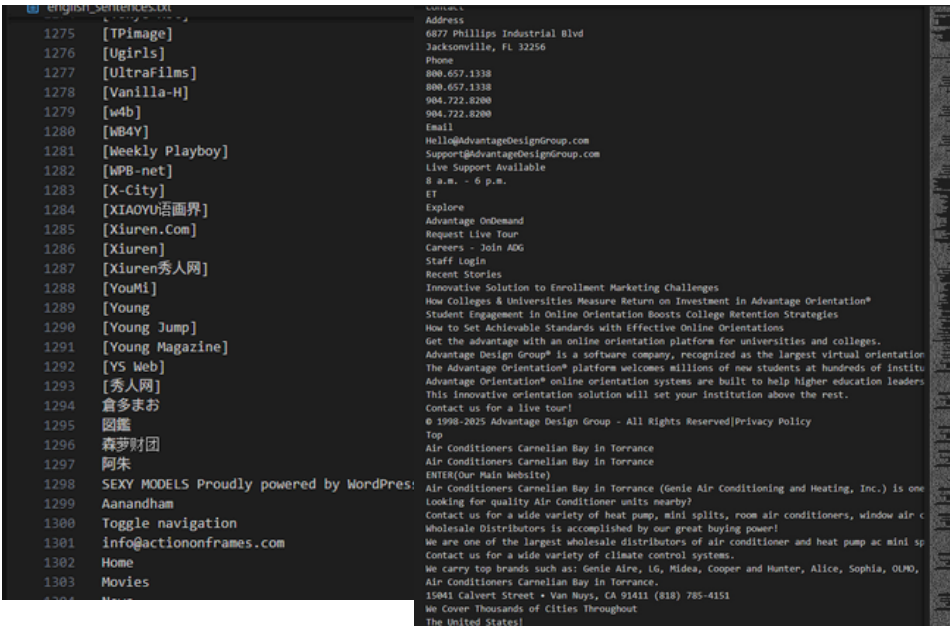 english_sentences.txt
1275 [TPimage]
1276 [Ugirls]
1277 [UltraFilms]
1278 [Vanilla-H]
1279 [w4b]
1280 [WB4Y]
1281 [Weekly Playboy]
1282 [WPB-net]
1283 [X-City]
1284 [XIAOYU语画界]
1285 [Xiuren.Com]
1286 [Xiuren]
1287 [Xiuren秀人网]
1288 [YouMi]
1289 [Young
1290 [Young Jump]
1291 [Young Magazine]
1292 [YS Web]
1293 [秀人网]
1294 倉多まお
1295 図鑑
1296 森萝财团
1297 阿朱
1298 SEXY MODELS Proudly powered by WordPress
1299 Aanandham
1300 Toggle navigation
1301 info@actiononframes.com
1302 Home
1303 Movies
Contact
Address
6877 Phillips Industrial Blvd
Jacksonville, FL 32256
Phone
800.657.1338
800.657.1338
904.722.8200
904.722.8200
Email
Hello@AdvantageDesignGroup.com
Support@AdvantageDesignGroup.com
Live Support Available
8 a.m. - 6 p.m.
ET
Explore
Advantage OnDemand
Request Live Tour
Careers - Join ADG
Staff Login
Recent Stories
Innovative Solution to Enrollment Marketing Challenges
How Colleges & Universities Measure Return on Investment in Advantage Orientation®
Student Engagement in Online Orientation Boosts College Retention Strategies
How to Set Achievable Standards with Effective Online Orientations
Get the advantage with an online orientation platform for universities and colleges.
Advantage Design Group® is a software company, recognized as the largest virtual orientation
The Advantage Orientation® platform welcomes millions of new students at hundreds of institu
Advantage Orientation® online orientation systems are built to help higher education leaders
This innovative orientation solution will set your institution above the rest.
Contact us for a live tour!
© 1998-2025 Advantage Design Group - All Rights Reserved|Privacy Policy
Top
Air Conditioners Carnelian Bay in Torrance
Air Conditioners Carnelian Bay in Torrance
ENTER(Our Main Website)
Air Conditioners Carnelian Bay in Torrance (Genie Air Conditioning and Heating, Inc.) is one
Looking for quality Air Conditioner units nearby?
Contact us for a wide variety of heat pump, mini splits, room air conditioners, window air c
Wholesale Distributors is accomplished by our great buying power!
We are one of the largest wholesale distributors of air conditioner and heat pump ac mini sp
Contact us for a wide variety of climate control systems.
We carry top brands such as: Genie Aire, LG, Midea, Cooper and Hunter, Alice, Sophia, OLMO,
Air Conditioners Carnelian Bay in Torrance.
15041 Calvert Street • Van Nuys, CA 91411 (818) 785-4151
We Cover Thousands of Cities Throughout
The United States!